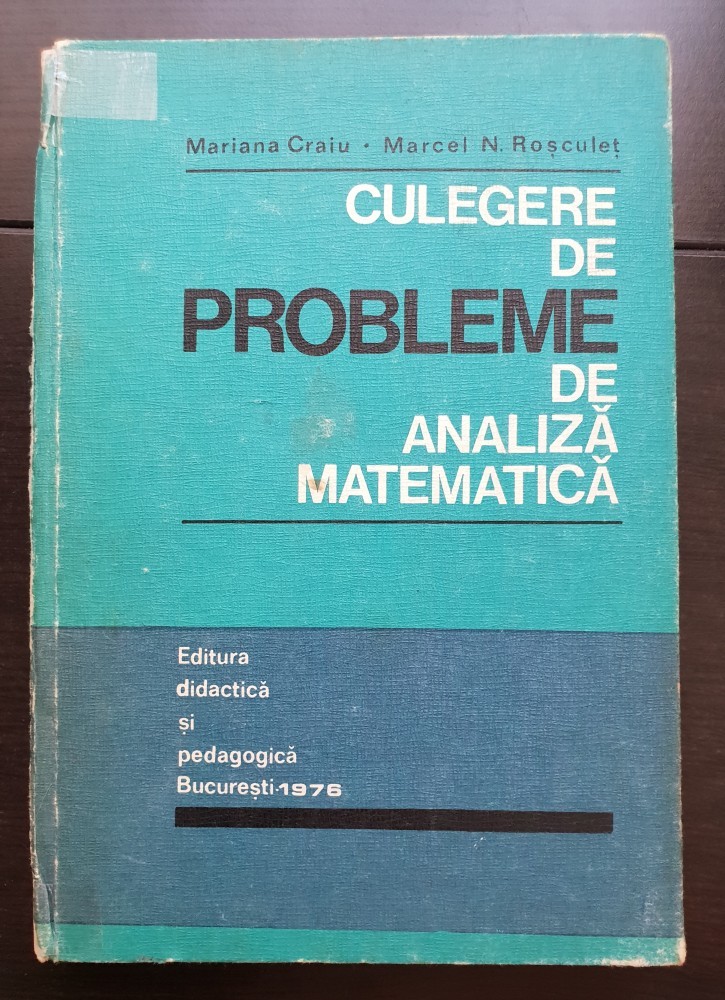 Mariana Craiu • Marcel N. Roșculeț
CULEGERE
DE
PROBLEME
DE
ANALIZĂ
MATEMATICĂ
Editura
didactică
și
pedagogică
București-1976